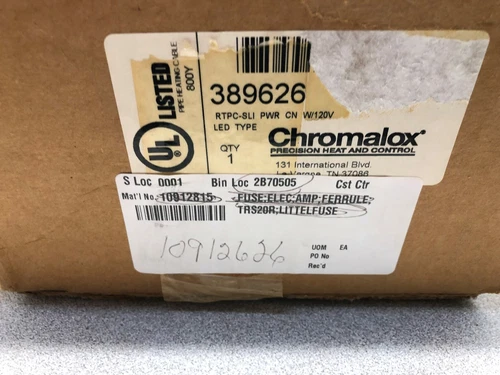 UL
LISTED
PIPE HEATING CABLE
800Y
389626
RTPC-SLI PWR CN W/120V
LED TYPE
QTY
1
Chromalox®
PRECISION HEAT AND CONTROL
131 International Blvd.
La Vergne, TN 37086
S Loc 0001 Bin Loc 2B70505 Cst Ctr
Mat'l No. 10912815 FUSE;ELEC;AMP;FERRULE;
TRS20R;LITTELFUSE
10912626
UOM EA
PO No
Rec'd